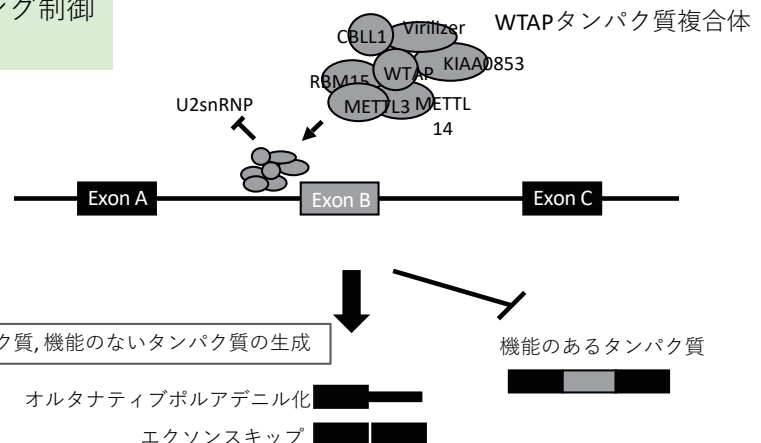 ング制御
WTAPタンパク質複合体
CBLL1
Virilizer
KIAA0853
WTAP
RBM15
METTL3
METTL
14
U2snRNP
Exon A
Exon B
Exon C
ク質, 機能のないタンパク質の生成
機能のあるタンパク質
オルタナティブポルアデニル化
エクソンスキップ